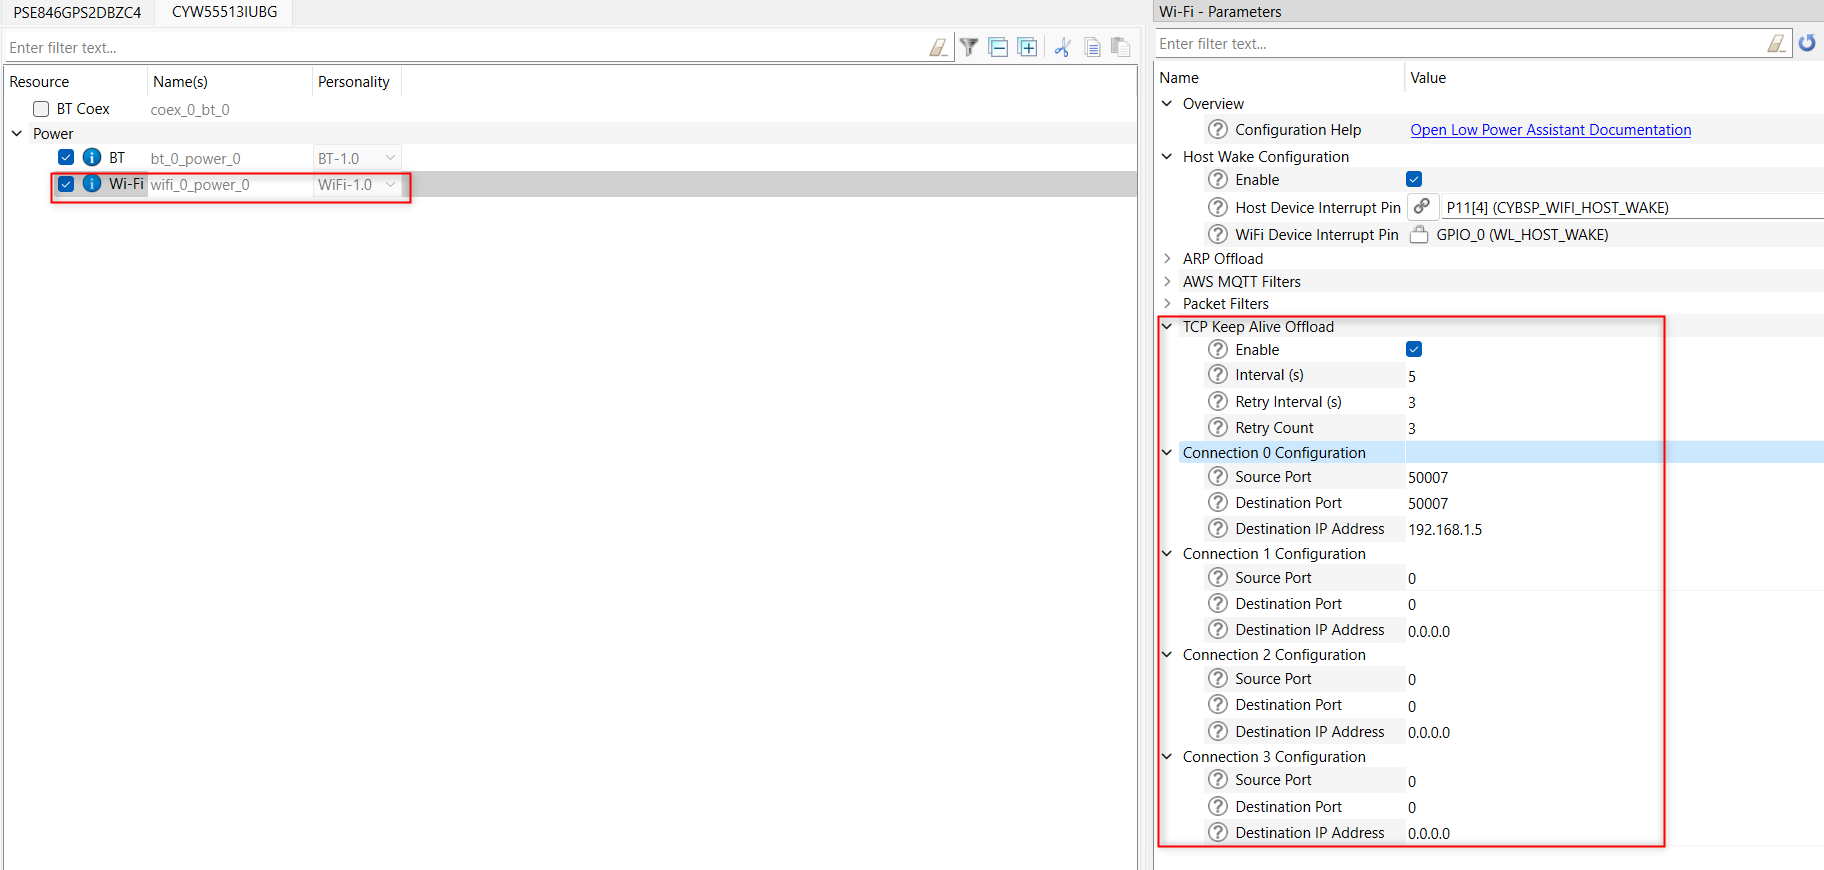 PSE846GPS2DBZC4 CYW55513IUBG
Enter filter text...
Resource Name(s) Personality
BT Coex coex_0_bt_0
Power
BT bt_0_power_0 BT-1.0
Wi-Fi wifi_0_power_0 WiFi-1.0
Wi-Fi - Parameters
Enter filter text...
Name Value
Overview
Configuration Help Open Low Power Assistant Documentation
Host Wake Configuration
Enable
Host Device Interrupt Pin P11[4] (CYBSP_WIFI_HOST_WAKE)
WiFi Device Interrupt Pin GPIO_0 (WL_HOST_WAKE)
ARP Offload
AWS MQTT Filters
Packet Filters
TCP Keep Alive Offload
Enable
Interval (s) 5
Retry Interval (s) 3
Retry Count 3
Connection 0 Configuration
Source Port 50007
Destination Port 50007
Destination IP Address 192.168.1.5
Connection 1 Configuration
Source Port 0
Destination Port 0
Destination IP Address 0.0.0.0
Connection 2 Configuration
Source Port 0
Destination Port 0
Destination IP Address 0.0.0.0
Connection 3 Configuration
Source Port 0
Destination Port 0
Destination IP Address 0.0.0.0